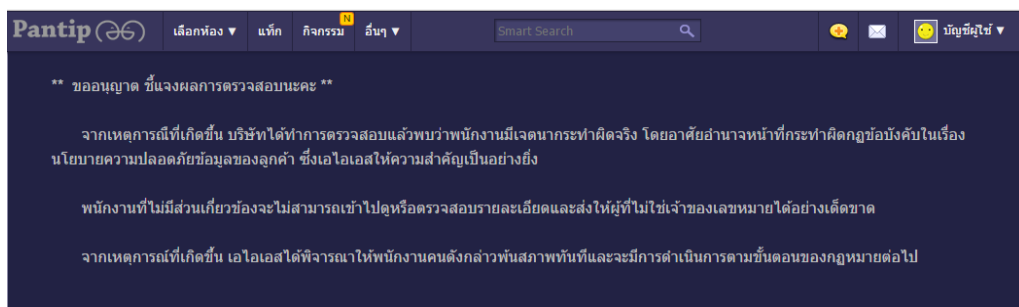 Pantip เลือกห้อง ▼ แท็ก กิจกรรม N อื่นๆ ▼ Smart Search บัญชีผู้ใช้ ▼
** ขออนุญาต ชี้แจงผลการตรวจสอบนะคะ **
จากเหตุการณ์ที่เกิดขึ้น บริษัทได้ทำการตรวจสอบแล้วพบว่าพนักงานมีเจตนากระทำผิดจริง โดยอาศัยอำนาจหน้าที่กระทำผิดกฏข้อบังคับในเรื่อง
นโยบายความปลอดภัยข้อมูลของลูกค้า ซึ่งเอไอเอสให้ความสำคัญเป็นอย่างยิ่ง
พนักงานที่ไม่มีส่วนเกี่ยวข้องจะไม่สามารถเข้าไปดูหรือตรวจสอบรายละเอียดและส่งให้ผู้ที่ไม่ใช่เจ้าของเลขหมายได้อย่างเด็ดขาด
จากเหตุการณ์ที่เกิดขึ้น เอไอเอสได้พิจารณาให้พนักงานคนดังกล่าวพ้นสภาพทันทีและจะมีการดำเนินการตามขั้นตอนของกฏหมายต่อไป